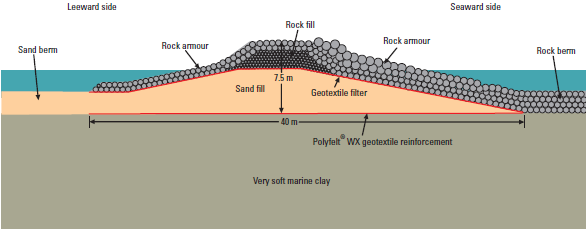 Leeward side
Seaward side
Rock fill
Sand berm
Rock armour
Rock armour
Rock berm
7.5 m
Sand fill
Geotextile filter
40 m
Polyfelt® WX geotextile reinforcement
Very soft marine clay